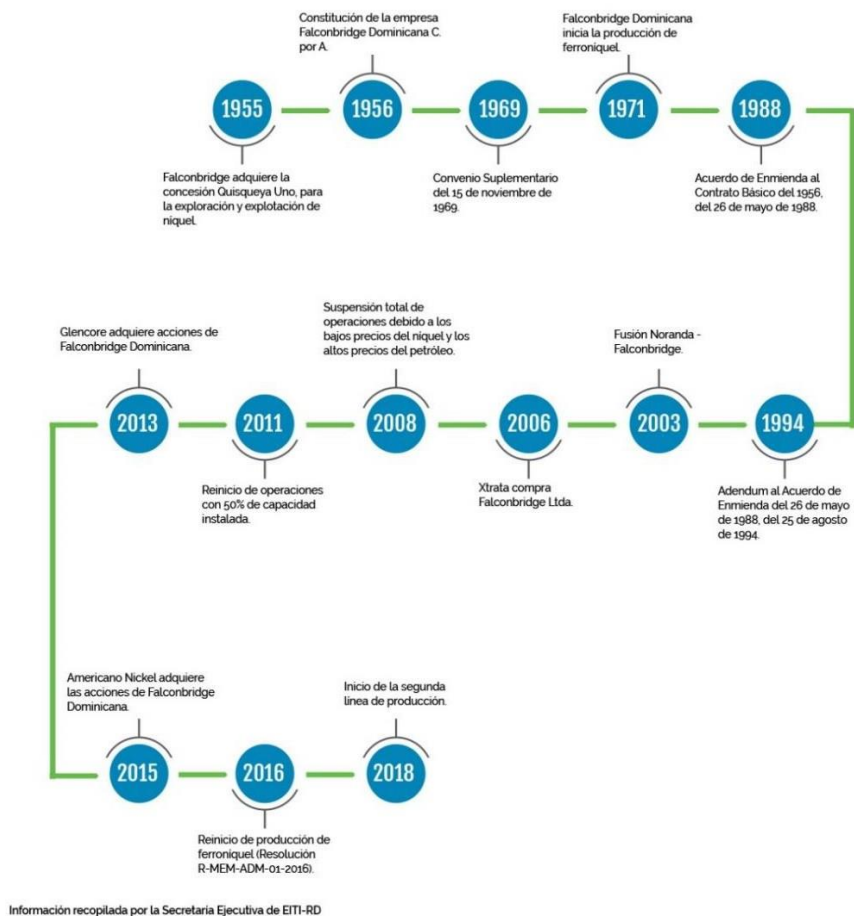 1955
Falconbridge adquiere la
concesión Quisqueya Uno, para
la exploración y explotación de
níquel.
Constitución de la empresa
Falconbridge Dominicana C.
por A.
1956
1969
Convenio Suplementario
del 15 de noviembre de
1969.
Falconbridge Dominicana
inicia la producción de
ferroníquel.
1971
1988
Acuerdo de Enmienda al
Contrato Básico del 1956,
del 26 de mayo de 1988.
1994
Adendum al Acuerdo de
Enmienda del 26 de mayo
de 1988, del 25 de agosto
de 1994.
Fusión Noranda -
Falconbridge.
2003
2006
Xtrata compra
Falconbridge Ltda.
Suspensión total de
operaciones debido a los
bajos precios del níquel y los
altos precios del petróleo.
2008
2011
Reinicio de operaciones
con 50% de capacidad
instalada.
Glencore adquiere acciones de
Falconbridge Dominicana.
2013
Americano Nickel adquiere
las acciones de Falconbridge
Dominicana.
2015
2016
Reinicio de producción de
ferroníquel (Resolución
R-MEM-ADM-01-2016).
Inicio de la segunda
línea de producción.
2018
Información recopilada por la Secretaría Ejecutiva de EITI-RD